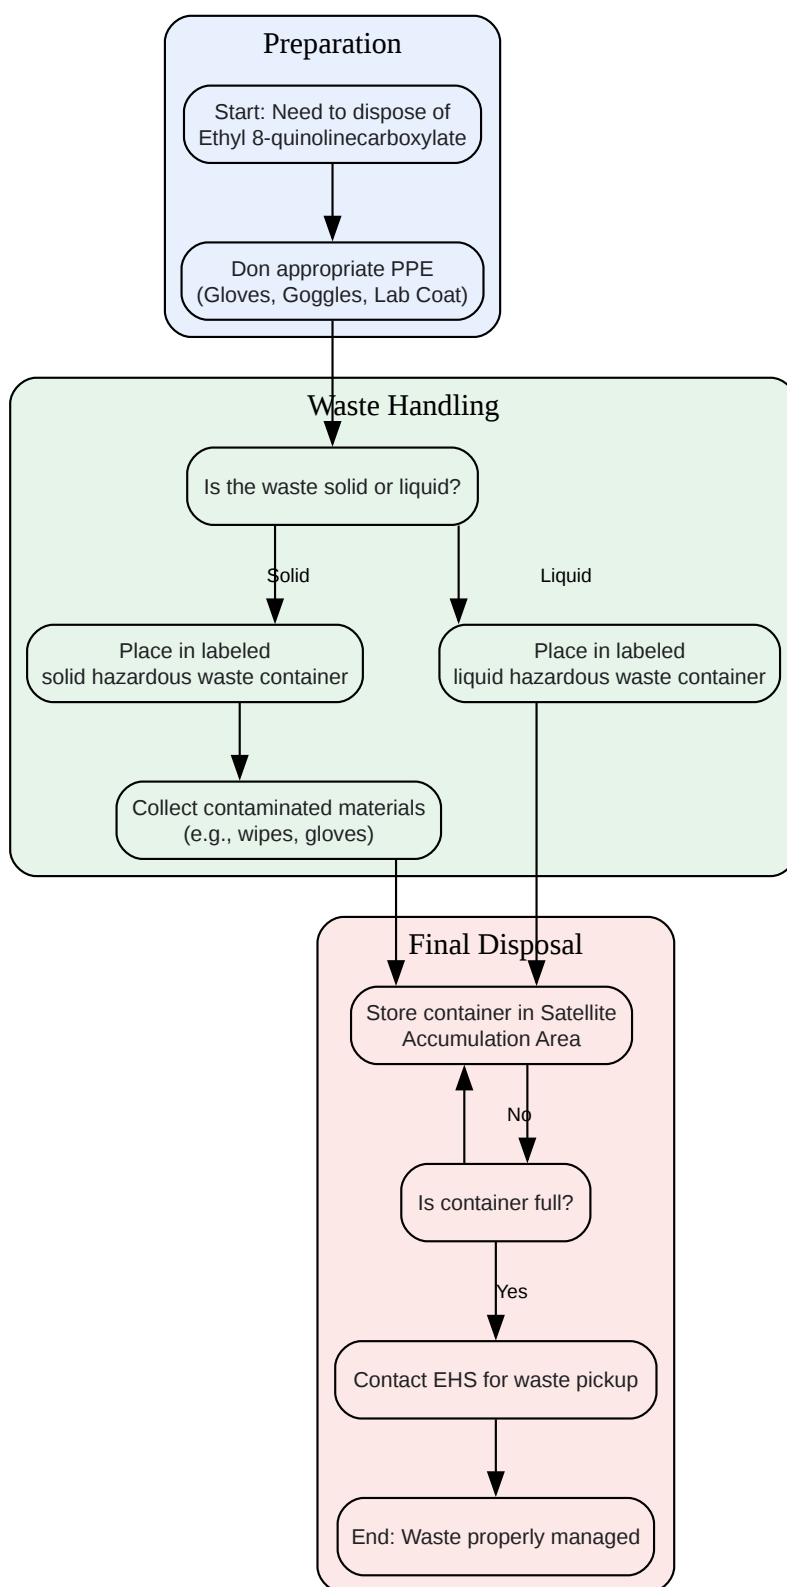 Preparation
Start: Need to dispose of
Ethyl 8-quinolinecarboxylate
Don appropriate PPE
(Gloves, Goggles, Lab Coat)
Waste Handling
Is the waste solid or liquid?
Solid
Liquid
Place in labeled
solid hazardous waste container
Place in labeled
liquid hazardous waste container
Collect contaminated materials
(e.g., wipes, gloves)
Final Disposal
Store container in Satellite
Accumulation Area
No
Is container full?
Yes
Contact EHS for waste pickup
End: Waste properly managed